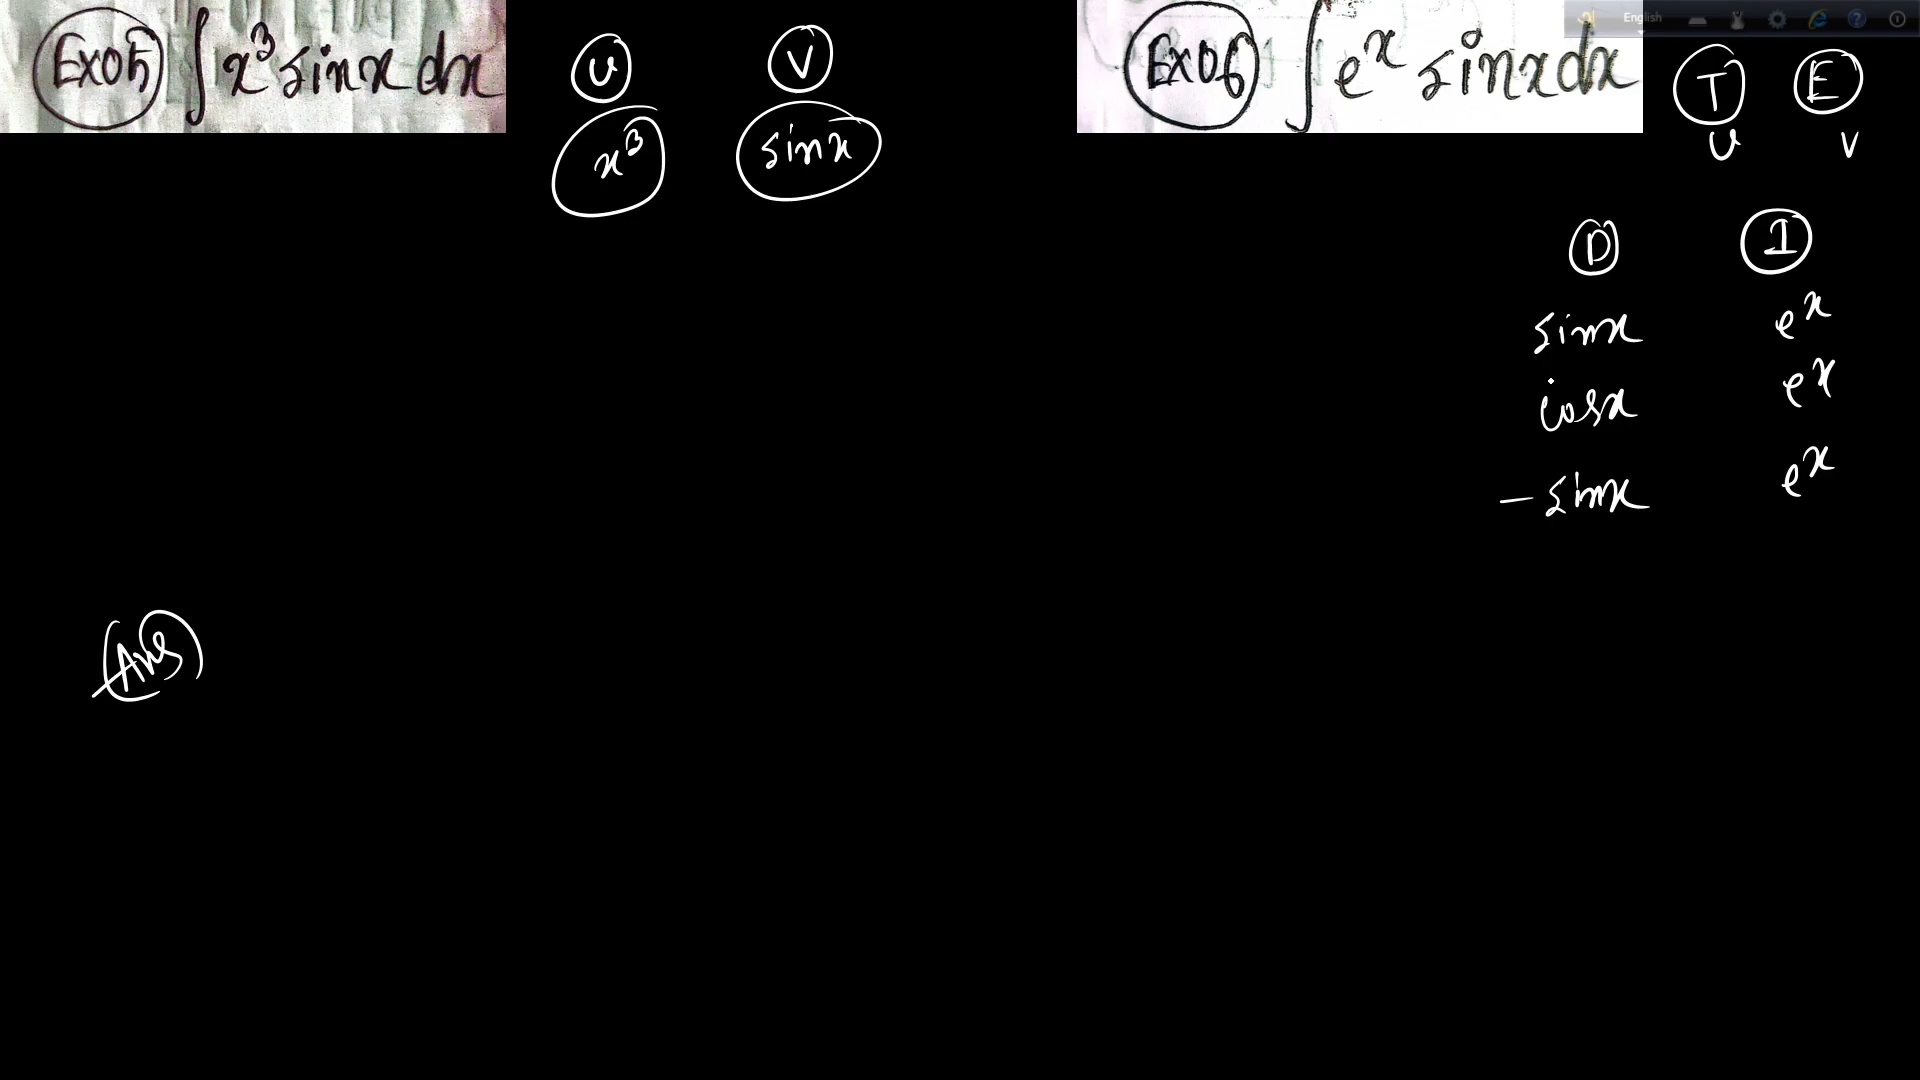 Ex05 ∫x³ sinx dx
U V
x³ sinx
Ans
Ex06 ∫eˣ sinx dx
English
T E
U V
D I
sinx eˣ
cosx eˣ
- sinx eˣ